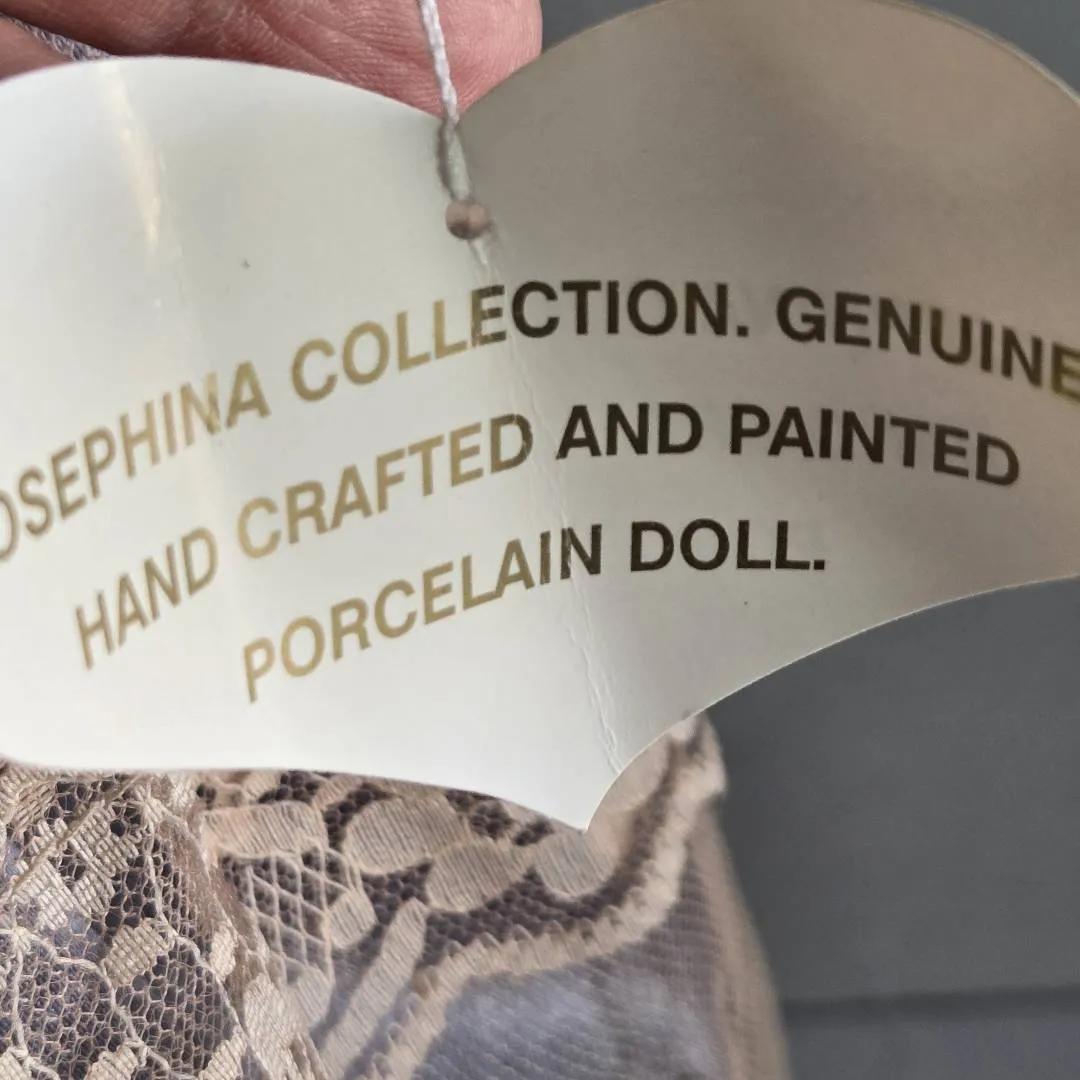 OSEPHINA COLLECTION. GENUINE
HAND CRAFTED AND PAINTED
PORCELAIN DOLL.